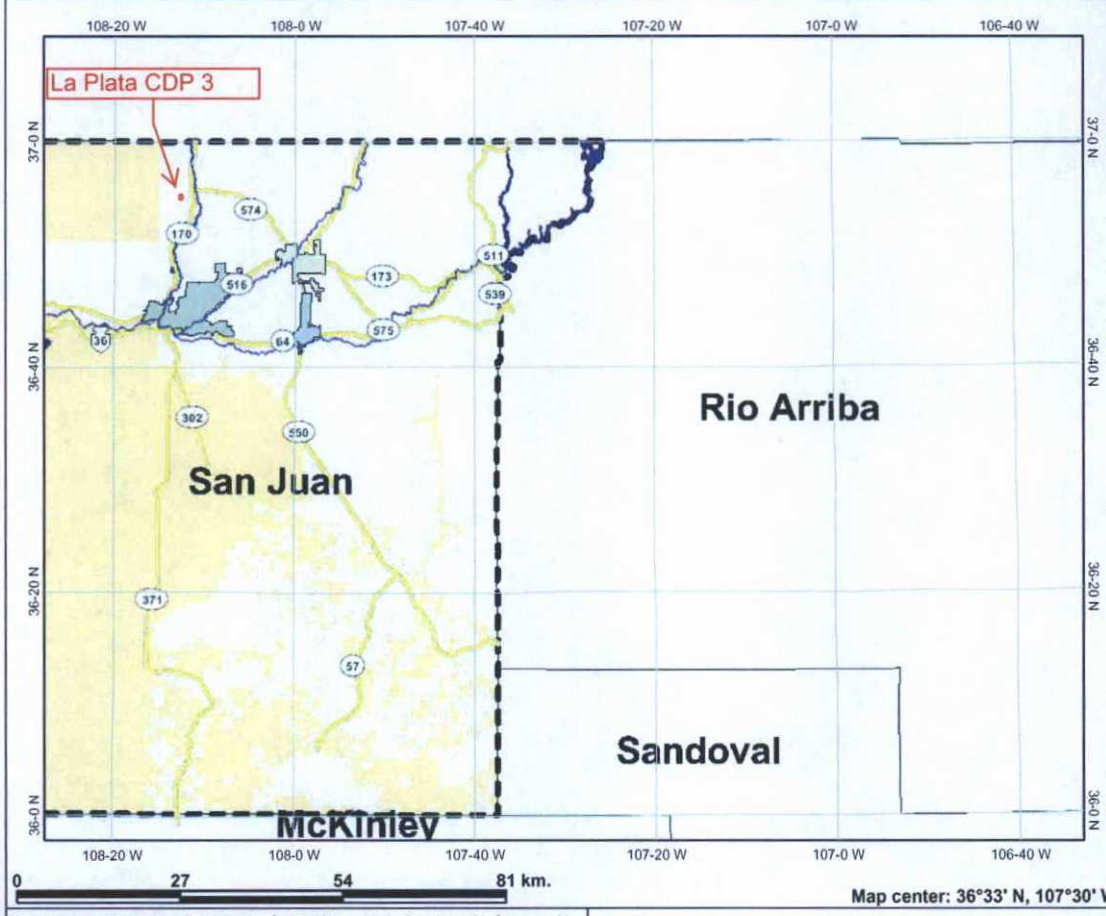 108-20 W 108-0 W 107-40 W 107-20 W 107-0 W 106-40 W
La Plata CDP 3
37-0 N
37-0 N
574
170
511
516
173
539
64
575
36
36-40 N
36-40 N
Rio Arriba
302
550
San Juan
36-20 N
36-20 N
371
57
Sandoval
36-0 N
36-0 N
McKinley
108-20 W 108-0 W 107-40 W 107-20 W 107-0 W 106-40 W
0 27 54 81 km.
Map center: 36°33' N, 107°30' W